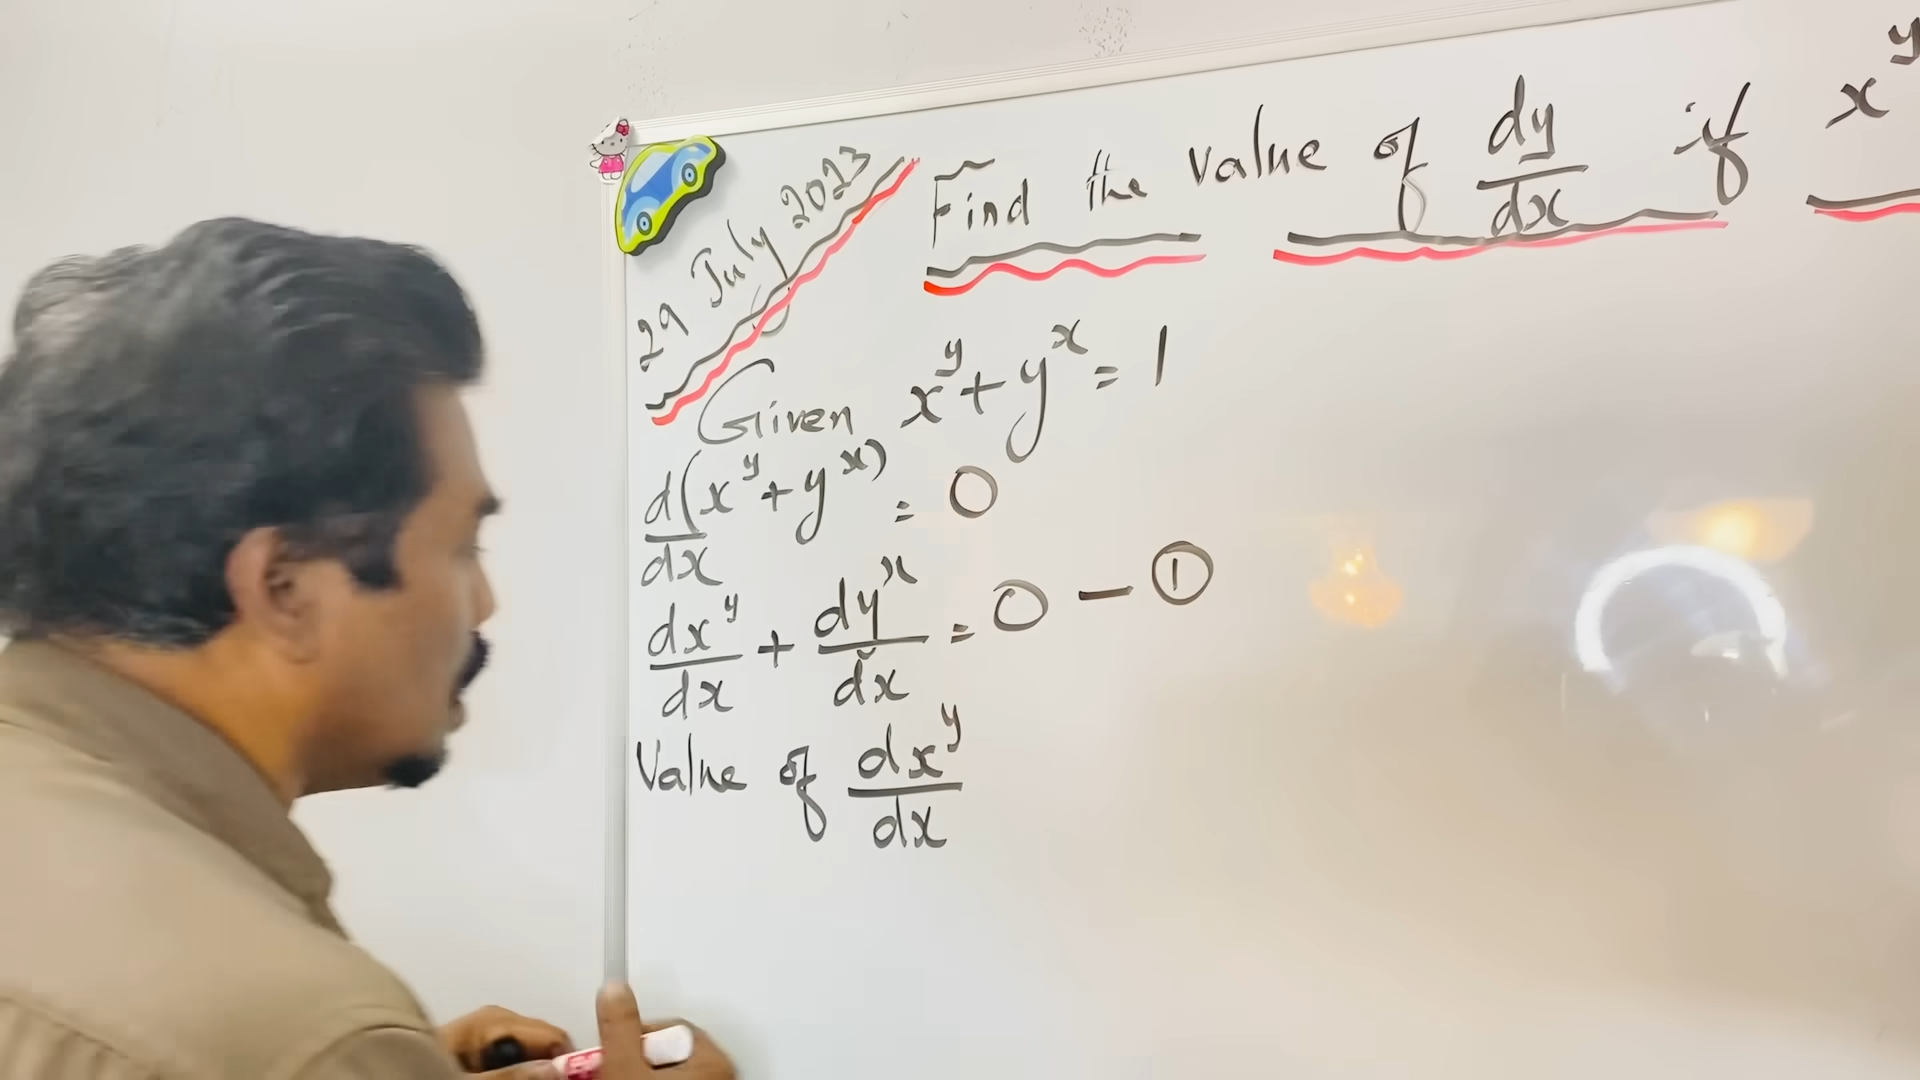 29 July 2023
Find the value of dy/dx if x^y
Given x^y + y^x = 1
d(x^y + y^x)/dx = 0
dx^y/dx + dy^x/dx = 0 — ①
Value of dx^y/dx